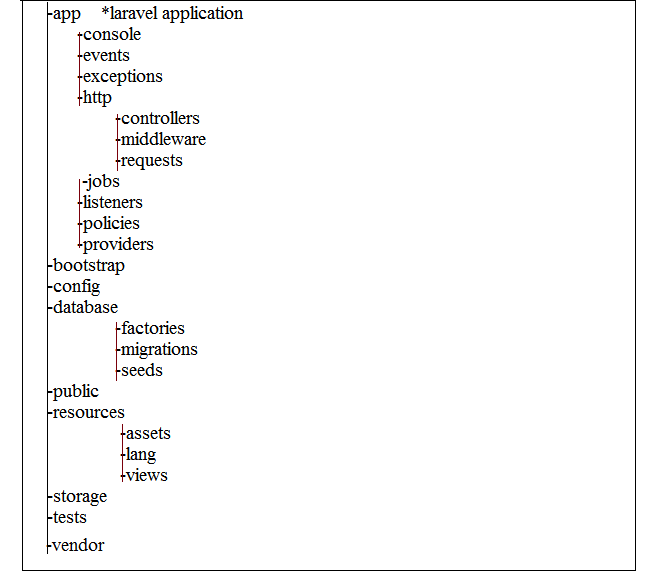 -app *laravel application
-console
-events
-exceptions
-http
-controllers
-middleware
-requests
-jobs
-listeners
-policies
-providers
-bootstrap
-config
-database
-factories
-migrations
-seeds
-public
-resources
-assets
-lang
-views
-storage
-tests
-vendor